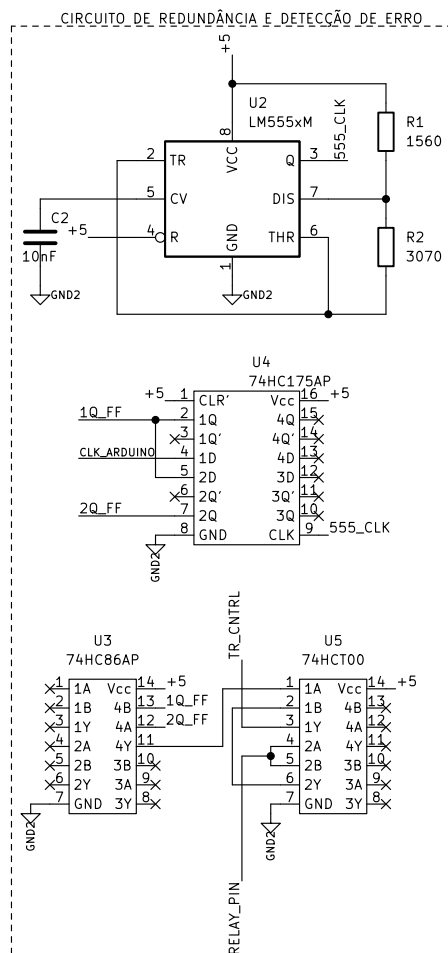 CIRCUITO DE REDUNDÂNCIA E DETECÇÃO DE ERRO
+5
U2
LM555xM
8
VCC
2 TR
Q 3
555_CLK
R1
1560
5 CV
DIS 7
C2
10nF
+5
4 R
GND
1
THR 6
R2
3070
GND2
GND2
U4
74HC175AP
+5 1 CLR' Vcc 16 +5
1Q_FF 2 1Q 4Q 15
3 1Q' 4Q' 14
CLK_ARDUINO 4 1D 4D 13
5 2D 3D 12
6 2Q' 3Q' 11
2Q_FF 7 2Q 3Q 10
8 GND CLK 9 555_CLK
GND2
TR_CNTRL
U3
74HC86AP
1 1A Vcc 14 +5
2 1B 4B 13 1Q_FF
3 1Y 4A 12 2Q_FF
4 2A 4Y 11
5 2B 3B 10
6 2Y 3A 9
7 GND 3Y 8
GND2
U5
74HCT00
1 1A Vcc 14 +5
2 1B 4B 13
3 1Y 4A 12
4 2A 4Y 11
5 2B 3B 10
6 2Y 3A 9
7 GND 3Y 8
GND2
RELAY_PIN